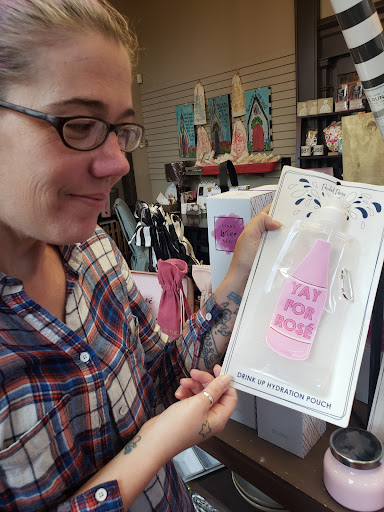 YAY
FOR
ROSÉ
DRINK UP HYDRATION POUCH